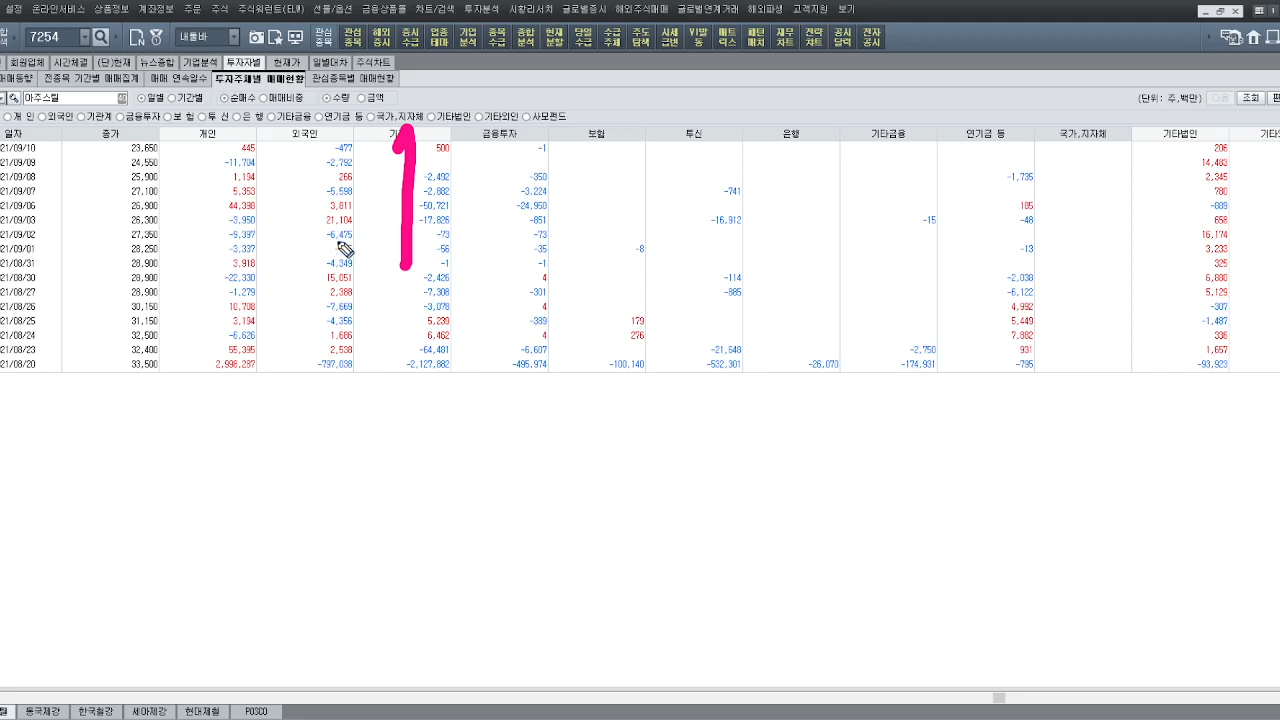 설정 온라인서비스 상품정보 계좌정보 주문 주식 주식워런트(ELW) 선물/옵션 금융상품몰 차트/검색 투자분석 시황리서치 글로벌증시 해외주식매매 글로벌연계거래 해외파생 고객지원 보기
7254 내폴바 관심종목 관심종목 해외증시 증시수급 업종테마 기업분석 종목수급 종합분석 현재분할 당일수급 수급주체 주도탐색 시세급변 VI발동 매트릭스 패턴매치 재무차트 전략차트 공시달력 전자공시
회원업체 시간체결 (단)현재 뉴스종합 기업분석 투자자별 현재가 일별대차 주식차트
매매동향 전종목 기간별 매매집계 매매 연속일수 투자주체별 매매현황 관심종목별 매매현황
아주스틸 일별 기간별 순매수 매매비중 수량 금액 (단위: 주,백만) 다음 조회
개 인 외국인 기관계 금융투자 보 험 투 신 은 행 기타금융 연기금 등 국가,지자체 기타법인 기타외인 사모펀드
일자 종가 개인 외국인 금융투자 보험 투신 은행 기타금융 연기금 등 국가,지자체 기타법인
21/09/10 23,650 445 -477 500 -1 206
21/09/09 24,550 -11,704 -2,792 14,483
21/09/08 25,900 1,194 266 -2,492 -350 -1,735 2,345
21/09/07 27,100 5,353 -5,598 -2,882 -3,224 -741 780
21/09/06 26,900 44,398 3,811 -50,721 -24,950 185 -889
21/09/03 26,300 -3,950 21,104 -17,826 -851 -16,912 -15 -48 658
21/09/02 27,350 -9,397 -6,475 -73 -73 16,174
21/09/01 28,250 -3,337 -56 -35 -8 -13 3,233
21/08/31 28,900 3,918 -4,349 -1 -1 325
21/08/30 28,900 -22,330 15,051 -2,426 4 -114 -2,038 6,880
21/08/27 28,900 -1,279 2,388 -7,308 -301 -885 -6,122 5,129
21/08/26 30,150 10,708 -7,669 -3,078 4 4,992 -307
21/08/25 31,150 3,194 -4,356 5,239 -389 179 5,449 -1,487
21/08/24 32,500 -6,626 1,686 6,462 4 276 7,882 336
21/08/23 32,400 55,395 2,538 -64,481 -6,607 -21,648 -2,750 931 1,657
21/08/20 33,500 2,998,287 -797,038 -2,127,882 -495,974 -100,140 -532,301 -26,070 -174,931 -795 -93,923
동국제강 한국철강 세아제강 현대제철 POSCO